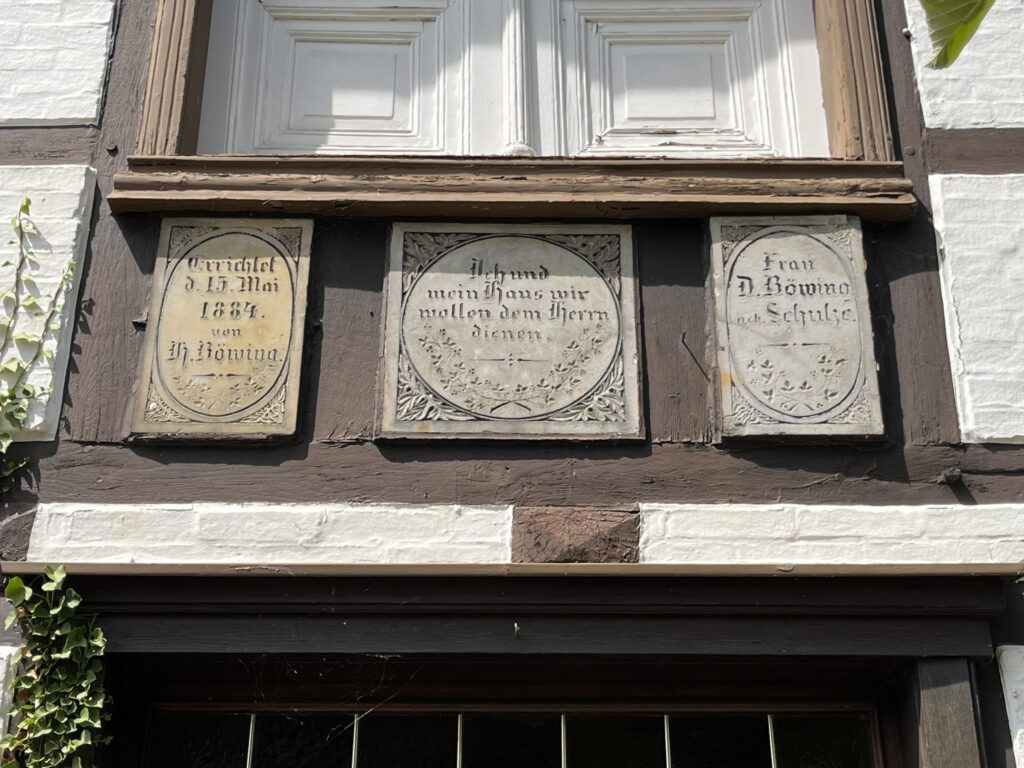 Errichtet
d. 15. Mai
1884.
von
H. Böwing.
Ich und
mein Haus wir
wollen dem Herrn
dienen.
Frau
D. Böwing
geb. Schulze.